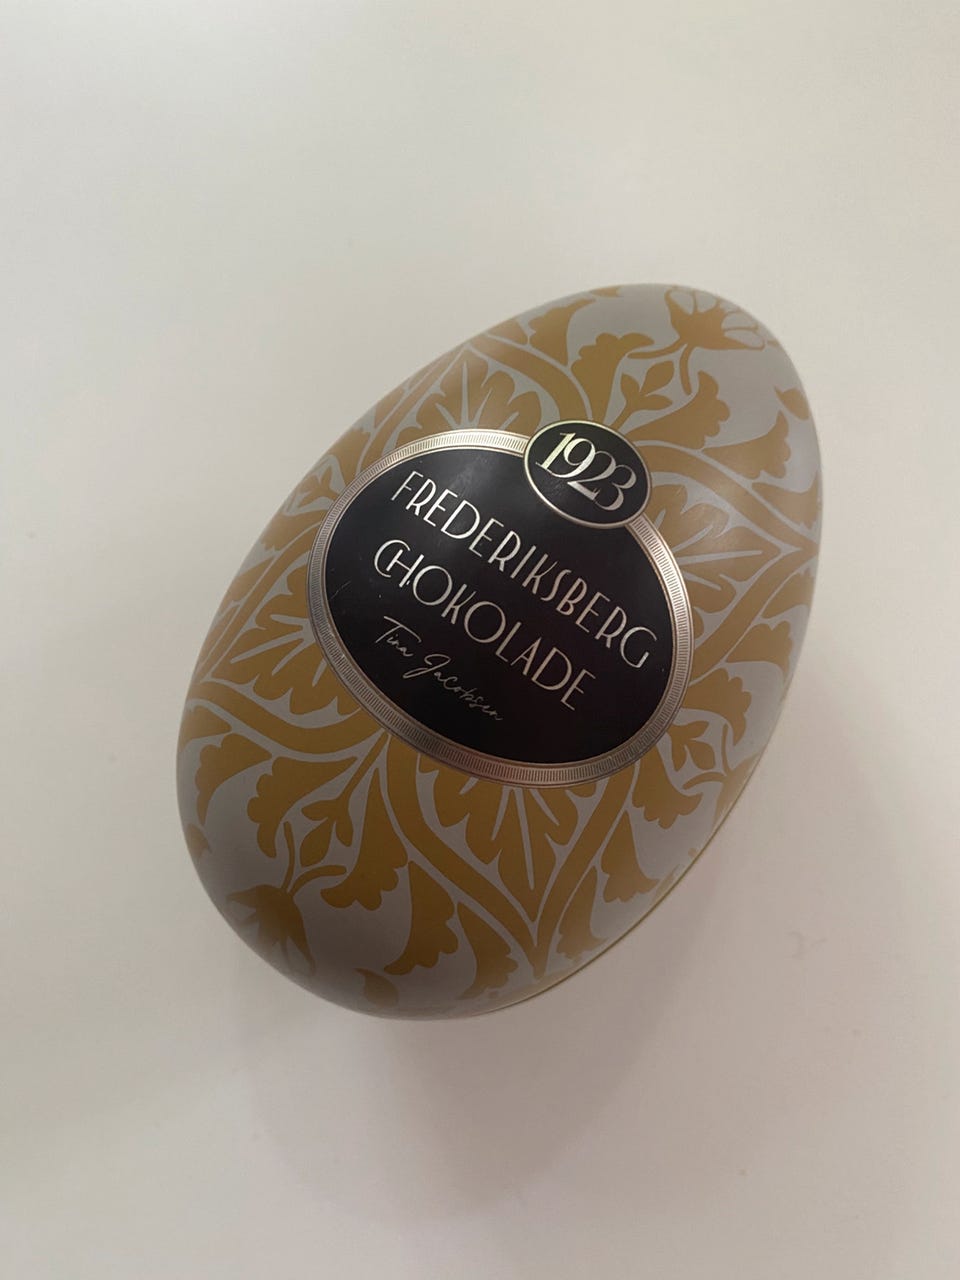 1923
FREDERIKSBERG
CHOKOLADE
Tina Jacobsen